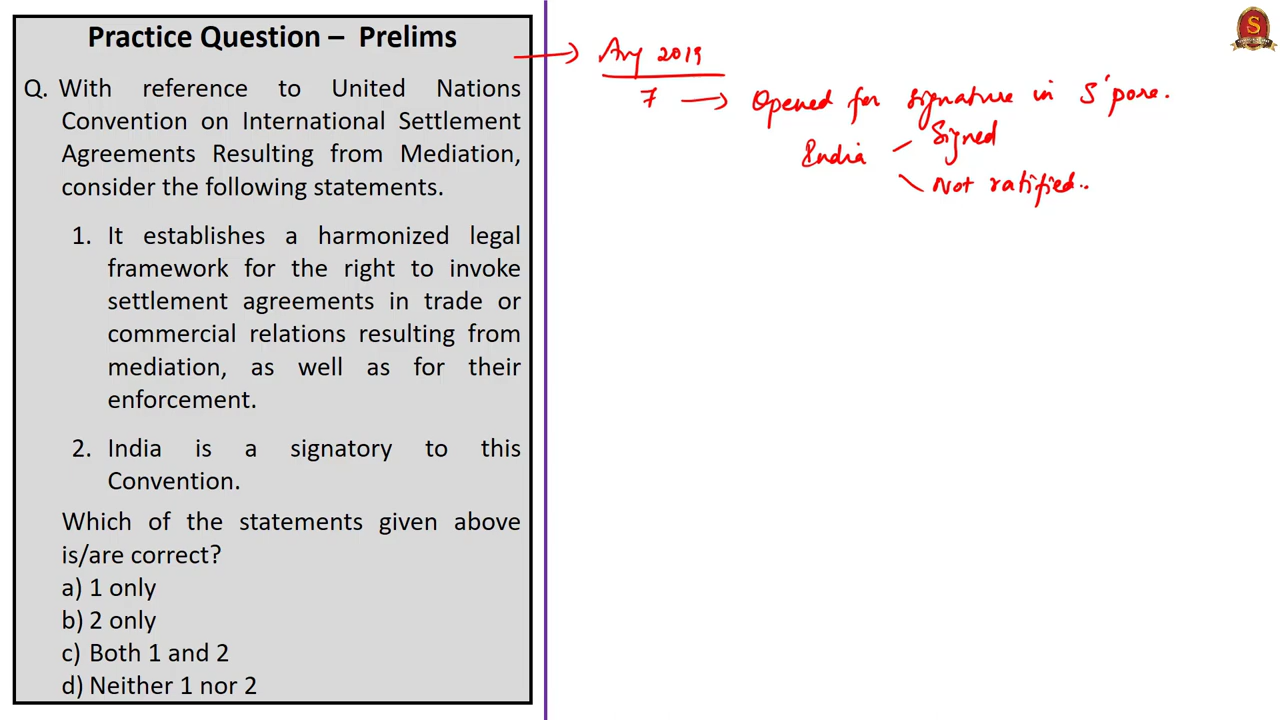 Practice Question – Prelims
Q. With reference to United Nations
Convention on International Settlement
Agreements Resulting from Mediation,
consider the following statements.
1. It establishes a harmonized legal
framework for the right to invoke
settlement agreements in trade or
commercial relations resulting from
mediation, as well as for their
enforcement.
2. India is a signatory to this
Convention.
Which of the statements given above
is/are correct?
a) 1 only
b) 2 only
c) Both 1 and 2
d) Neither 1 nor 2
Aug 2019
7 → Opened for signature in S'pore.
India
Signed
Not ratified..
S